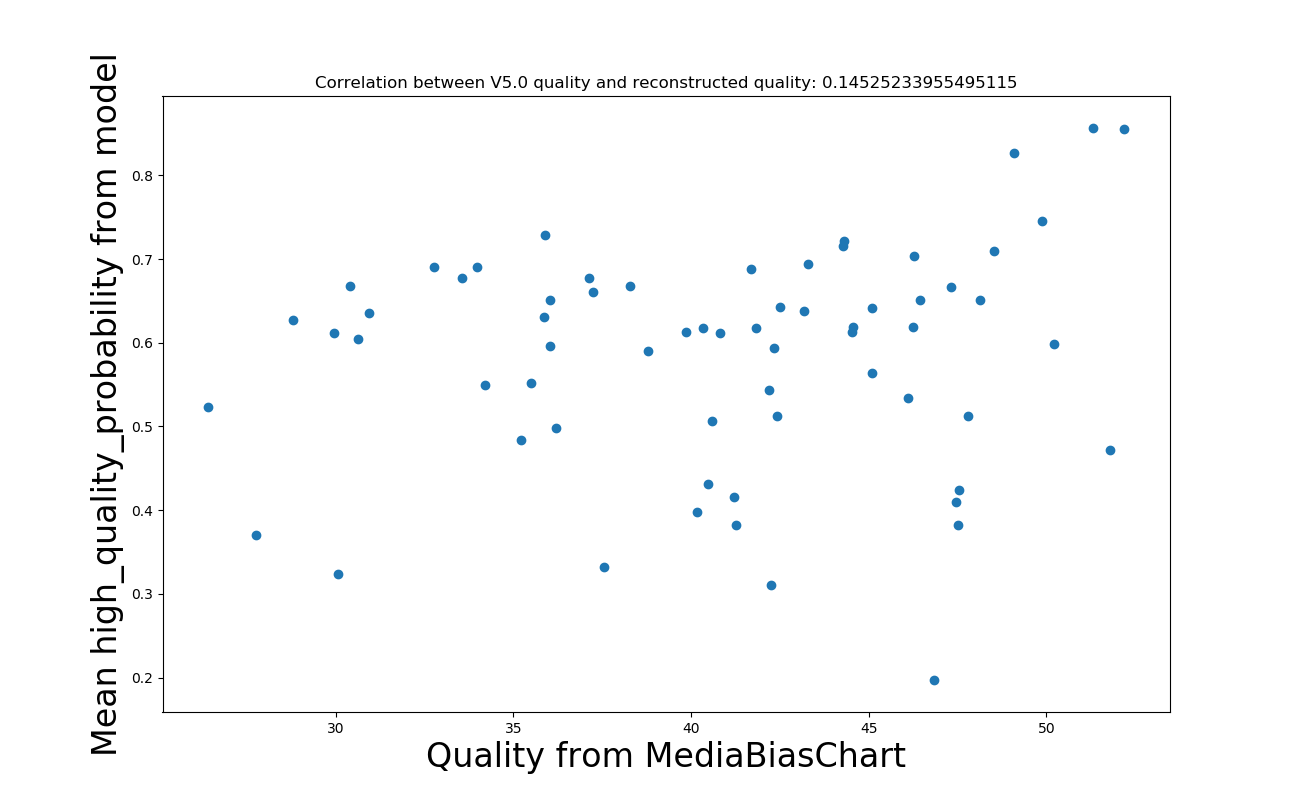 Correlation between V5.0 quality and reconstructed quality: 0.14525233955495115
Mean high_quality_probability from model
0.8
0.7
0.6
0.5
0.4
0.3
0.2
30 35 40 45 50
Quality from MediaBiasChart